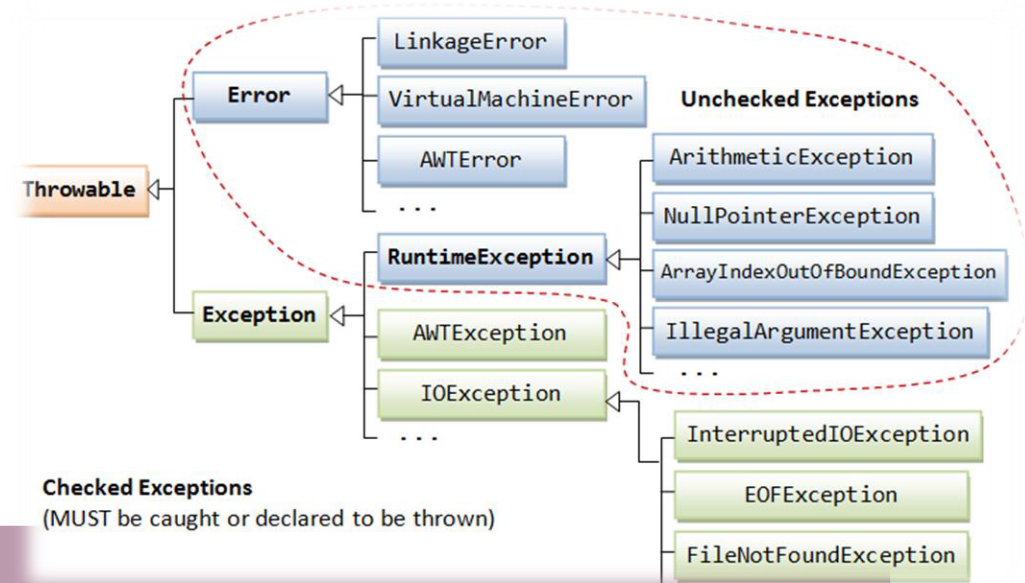 LinkageError
Error
VirtualMachineError
Unchecked Exceptions
AWTError
ArithmeticException
Throwable
NullPointerException
...
RuntimeException
ArrayIndexOutOfBoundException
Exception
AWTException
IllegalArgumentException
...
IOException
...
InterruptedIOException
Checked Exceptions
(MUST be caught or declared to be thrown)
EOFException
FileNotFoundException